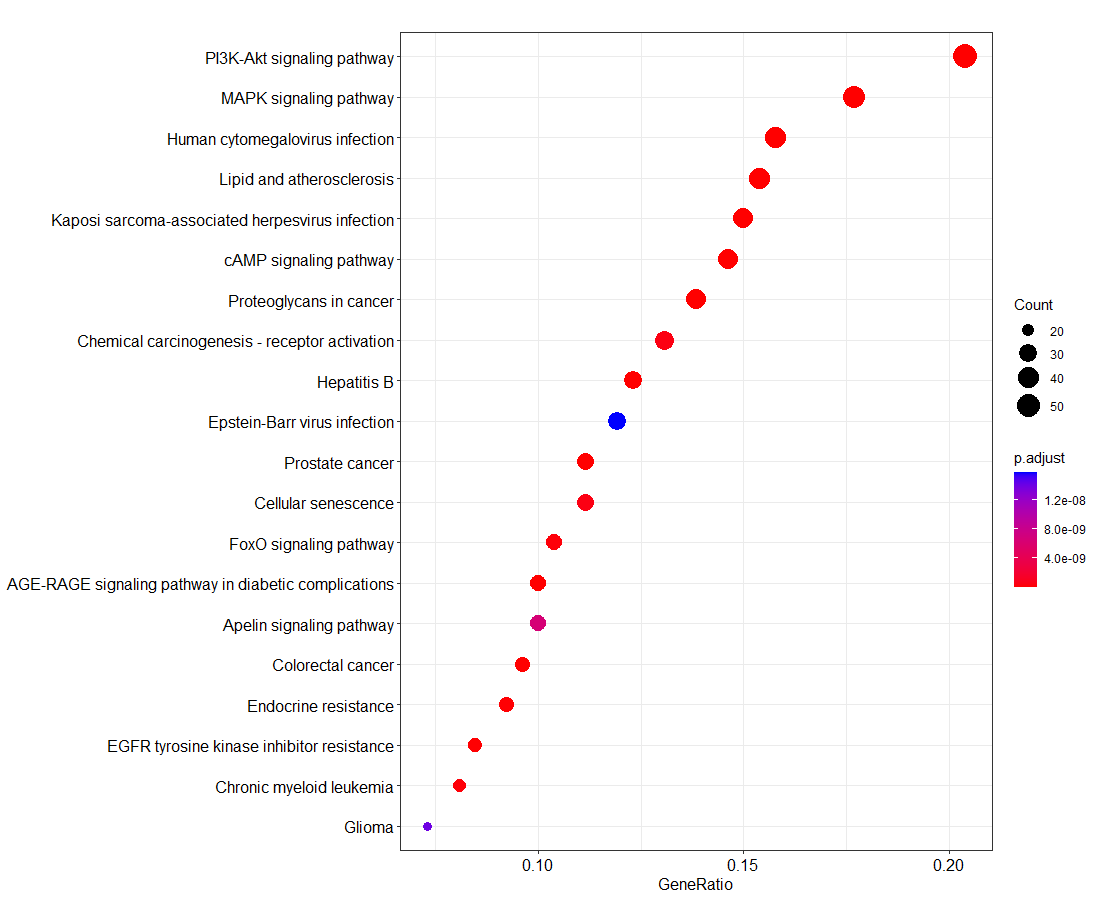 PI3K-Akt signaling pathway
MAPK signaling pathway
Human cytomegalovirus infection
Lipid and atherosclerosis
Kaposi sarcoma-associated herpesvirus infection
cAMP signaling pathway
Proteoglycans in cancer
Chemical carcinogenesis - receptor activation
Hepatitis B
Epstein-Barr virus infection
Prostate cancer
Cellular senescence
FoxO signaling pathway
AGE-RAGE signaling pathway in diabetic complications
Apelin signaling pathway
Colorectal cancer
Endocrine resistance
EGFR tyrosine kinase inhibitor resistance
Chronic myeloid leukemia
Glioma
0.10 0.15 0.20
GeneRatio
Count
20
30
40
50
p.adjust
1.2e-08
8.0e-09
4.0e-09